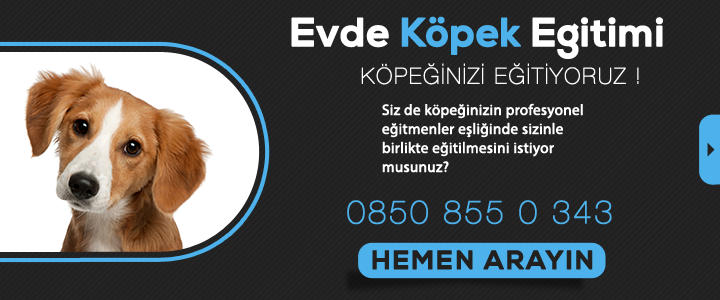 Evde Köpek Egitimi
KÖPEĞİNİZİ EĞİTİYORUZ !
Siz de köpeğinizin profesyonel
eğitmenler eşliğinde sizinle
birlikte eğitilmesini istiyor
musunuz?
0850 855 0 343
HEMEN ARAYIN